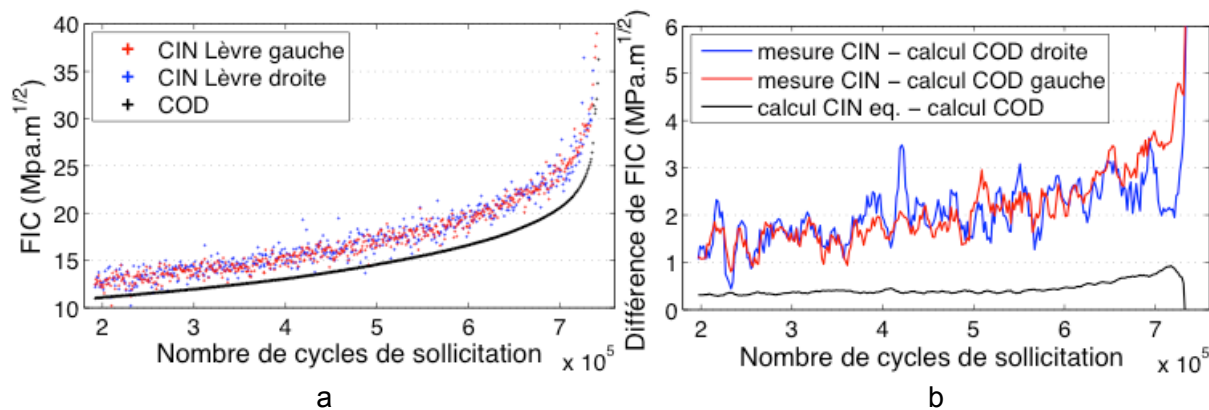 a
b
FIC (Mpa.m^1/2)
40
35
30
25
20
15
10
CIN Lèvre gauche
CIN Lèvre droite
COD
2 3 4 5 6 7
Nombre de cycles de sollicitation x 10^5
a
Différence de FIC (MPa.m^1/2)
6
5
4
3
2
1
0
mesure CIN − calcul COD droite
mesure CIN − calcul COD gauche
calcul CIN eq. − calcul COD
2 3 4 5 6 7
Nombre de cycles de sollicitation x 10^5
b